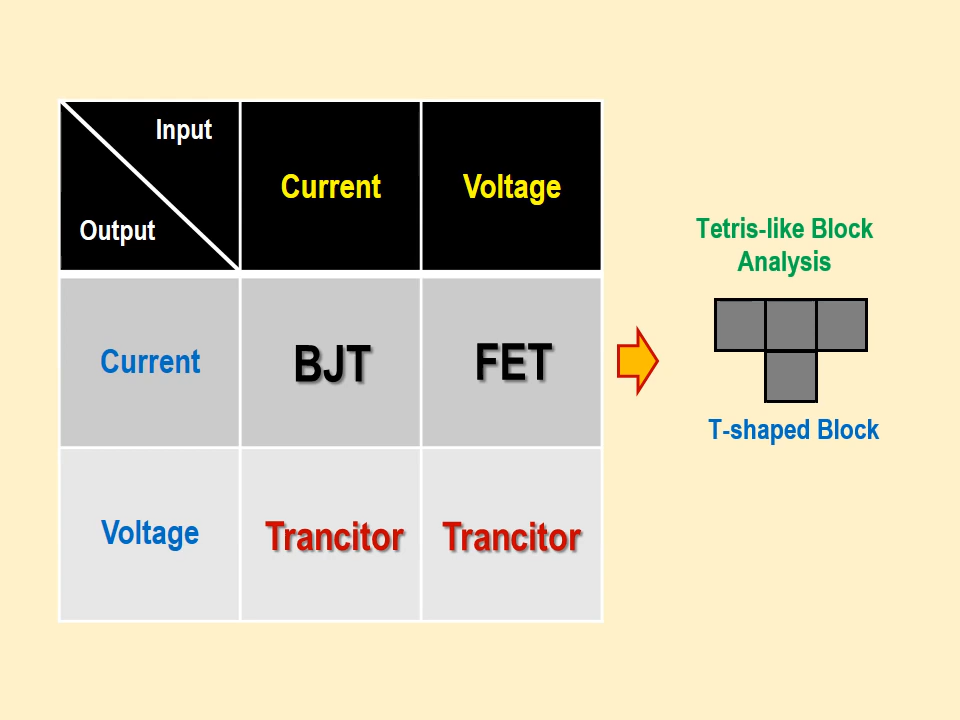 Input
Output
Current
Voltage
Current
BJT
FET
Voltage
Trancitor
Trancitor
Tetris-like Block
Analysis
T-shaped Block